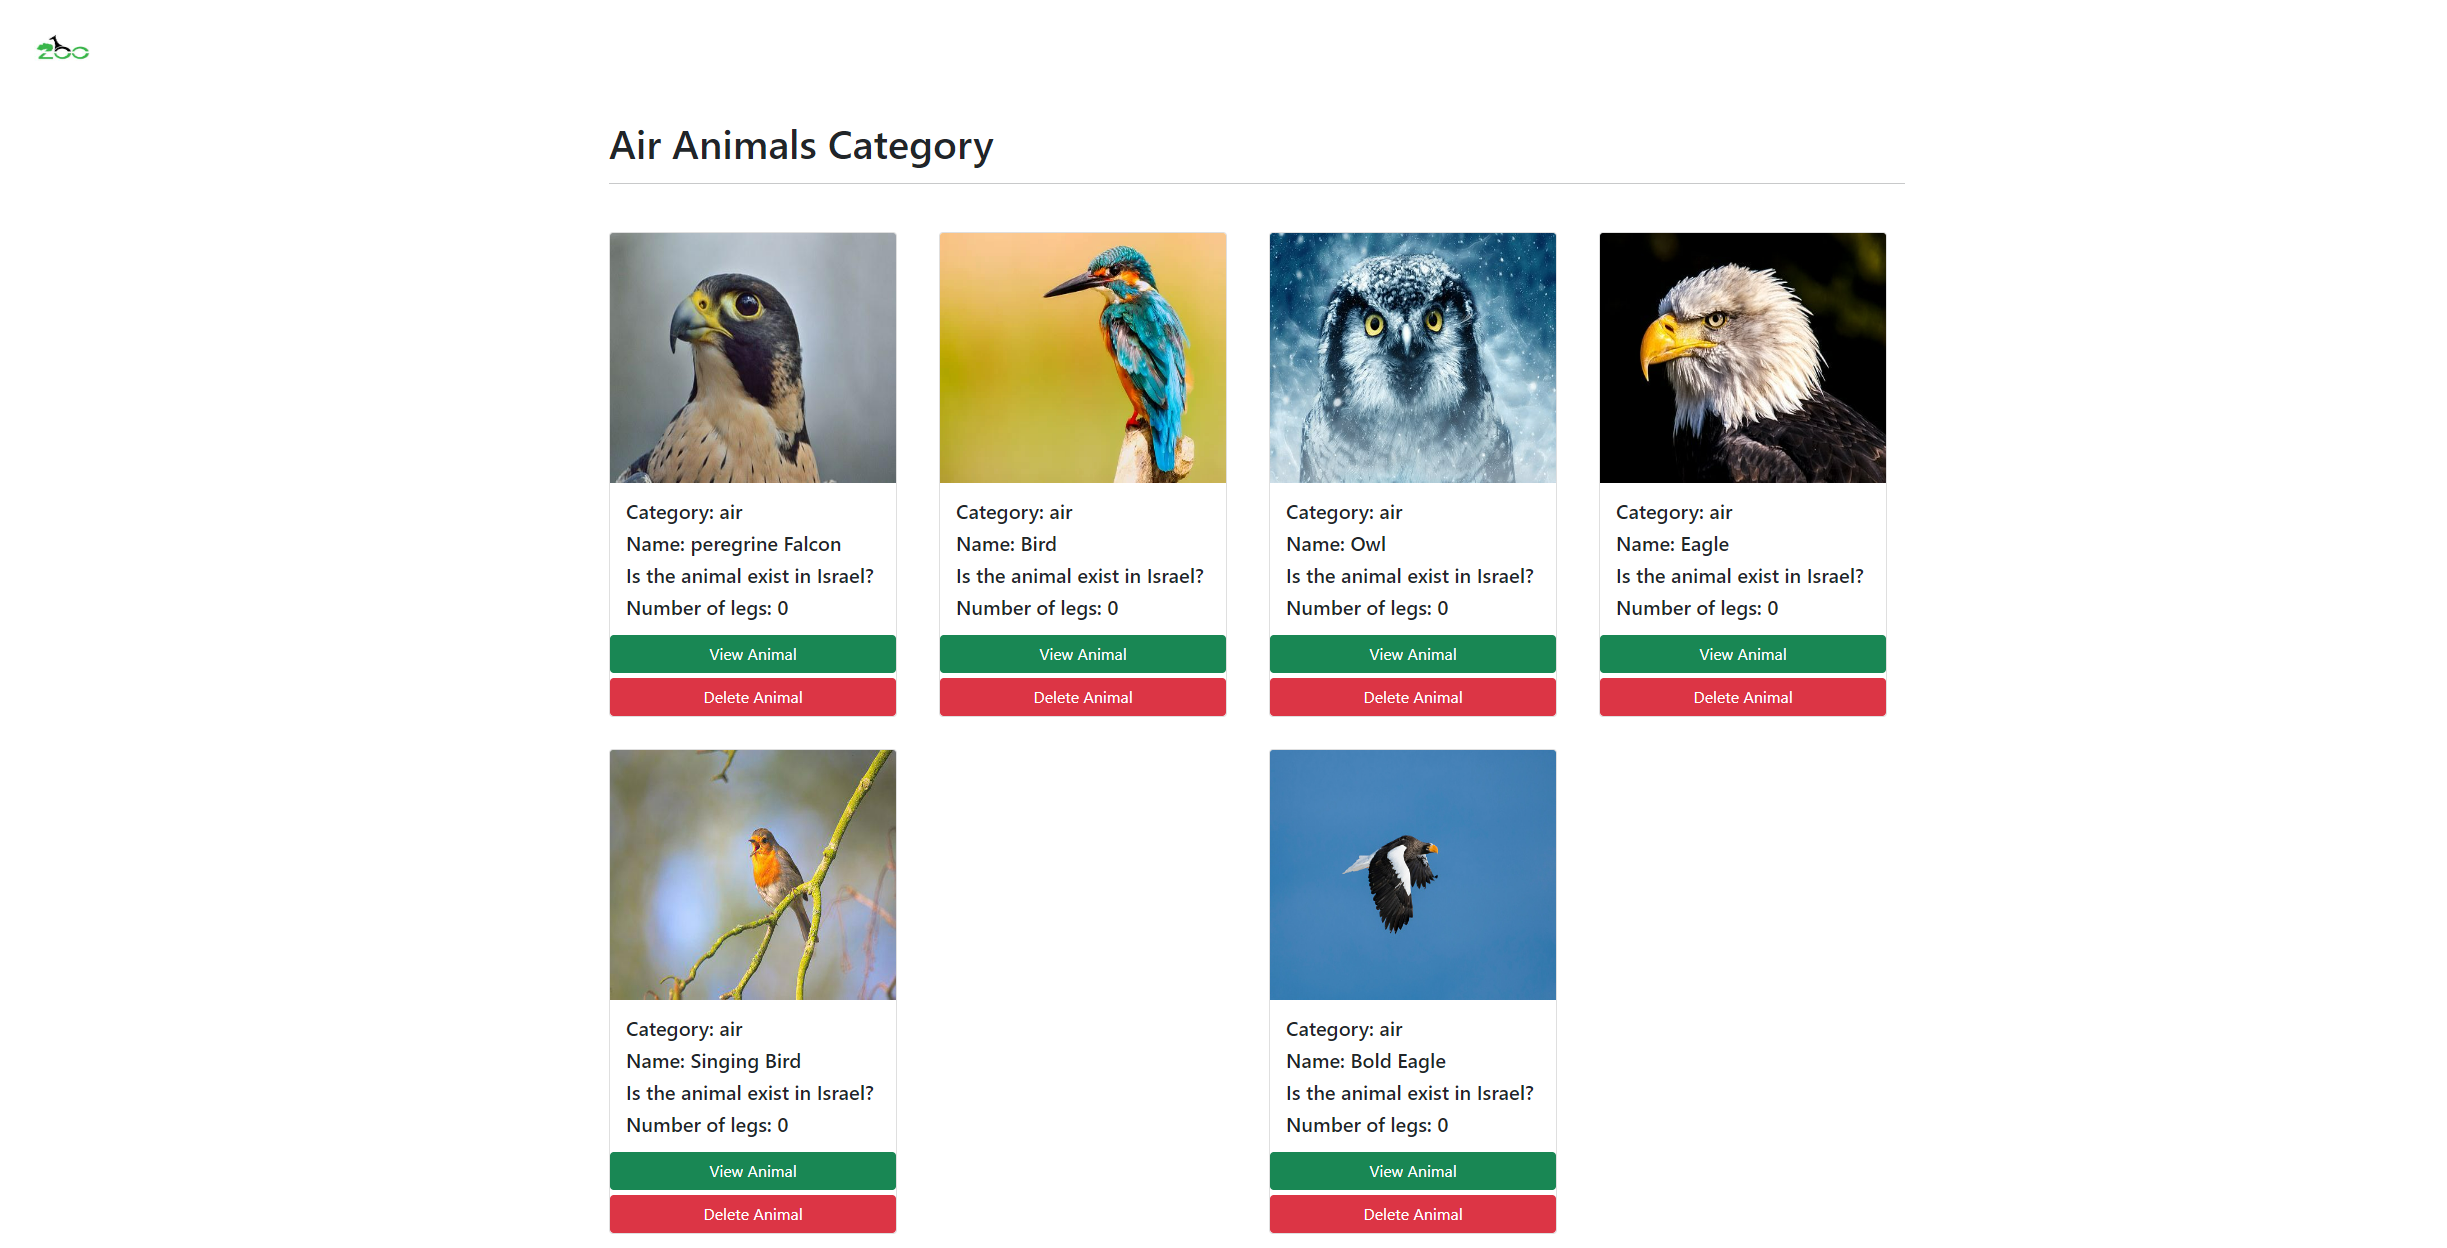 ZOO
Air Animals Category
Category: air
Name: peregrine Falcon
Is the animal exist in Israel?
Number of legs: 0
View Animal
Delete Animal
Category: air
Name: Bird
Is the animal exist in Israel?
Number of legs: 0
View Animal
Delete Animal
Category: air
Name: Owl
Is the animal exist in Israel?
Number of legs: 0
View Animal
Delete Animal
Category: air
Name: Eagle
Is the animal exist in Israel?
Number of legs: 0
View Animal
Delete Animal
Category: air
Name: Singing Bird
Is the animal exist in Israel?
Number of legs: 0
View Animal
Delete Animal
Category: air
Name: Bold Eagle
Is the animal exist in Israel?
Number of legs: 0
View Animal
Delete Animal